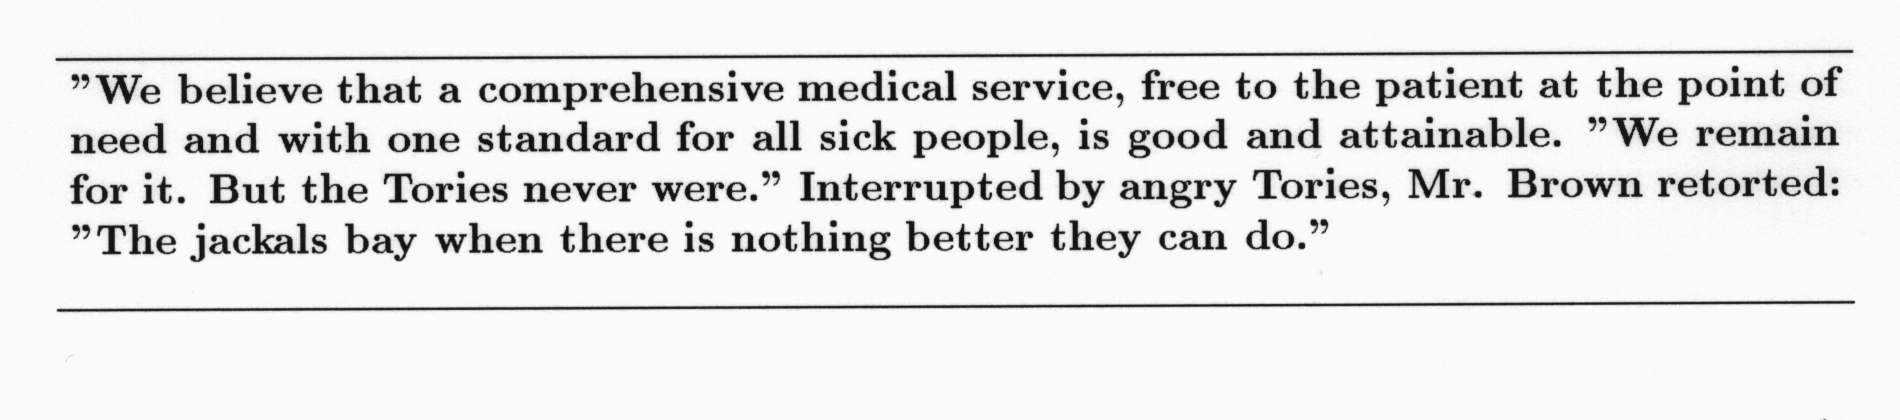 ”We believe that a comprehensive medical service, free to the patient at the point of
need and with one standard for all sick people, is good and attainable. ”We remain
for it. But the Tories never were.” Interrupted by angry Tories, Mr. Brown retorted:
”The jackals bay when there is nothing better they can do.”